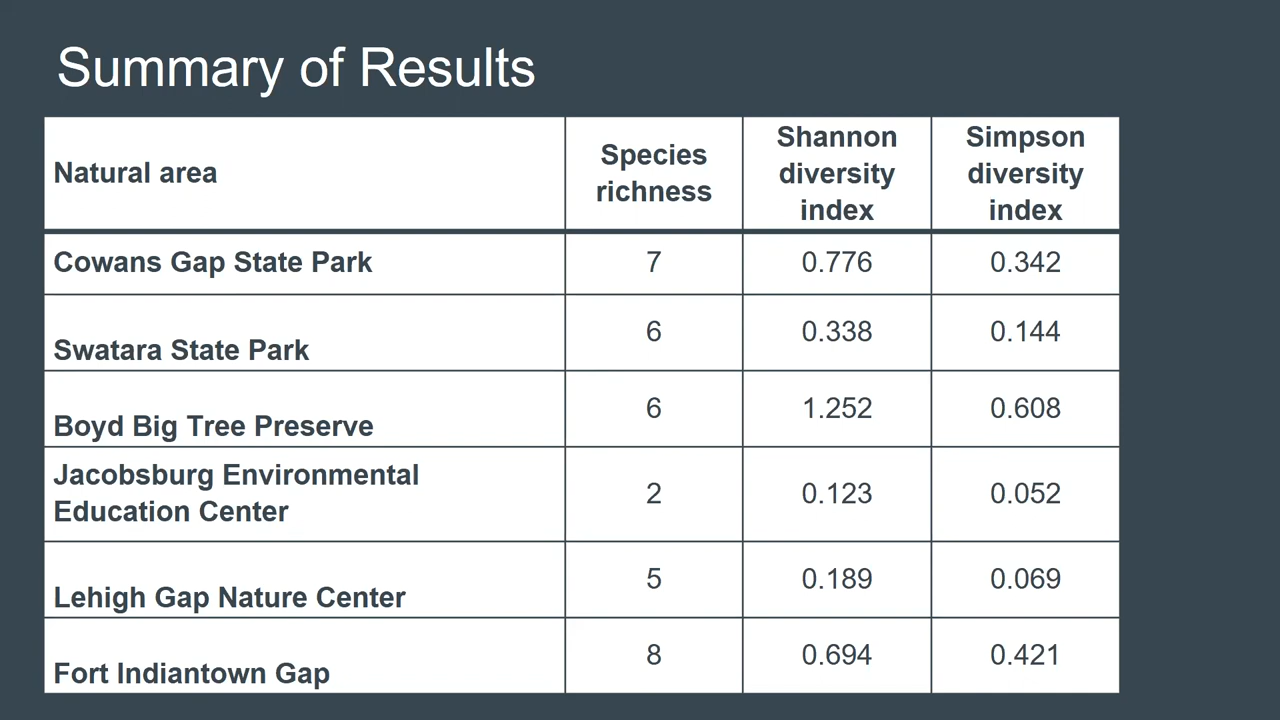 Summary of Results
Natural area
Species
richness
Shannon
diversity
index
Simpson
diversity
index
Cowans Gap State Park 7 0.776 0.342
Swatara State Park 6 0.338 0.144
Boyd Big Tree Preserve 6 1.252 0.608
Jacobsburg Environmental
Education Center 2 0.123 0.052
Lehigh Gap Nature Center 5 0.189 0.069
Fort Indiantown Gap 8 0.694 0.421